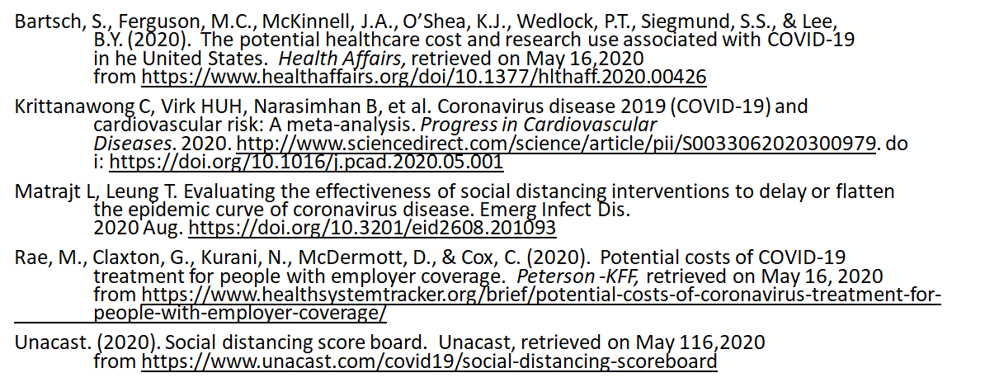 Bartsch, S., Ferguson, M.C., McKinnell, J.A., O’Shea, K.J., Wedlock, P.T., Siegmund, S.S., & Lee,
B.Y. (2020). The potential healthcare cost and research use associated with COVID-19
in he United States. Health Affairs, retrieved on May 16,2020
from https://www.healthaffairs.org/doi/10.1377/hlthaff.2020.00426
Krittanawong C, Virk HUH, Narasimhan B, et al. Coronavirus disease 2019 (COVID-19) and
cardiovascular risk: A meta-analysis. Progress in Cardiovascular
Diseases. 2020. http://www.sciencedirect.com/science/article/pii/S0033062020300979. do
i: https://doi.org/10.1016/j.pcad.2020.05.001
Matrajt L, Leung T. Evaluating the effectiveness of social distancing interventions to delay or flatten
the epidemic curve of coronavirus disease. Emerg Infect Dis.
2020 Aug. https://doi.org/10.3201/eid2608.201093
Rae, M., Claxton, G., Kurani, N., McDermott, D., & Cox, C. (2020). Potential costs of COVID-19
treatment for people with employer coverage. Peterson -KFF, retrieved on May 16, 2020
from https://www.healthsystemtracker.org/brief/potential-costs-of-coronavirus-treatment-for-
people-with-employer-coverage/
Unacast. (2020). Social distancing score board. Unacast, retrieved on May 116,2020
from https://www.unacast.com/covid19/social-distancing-scoreboard